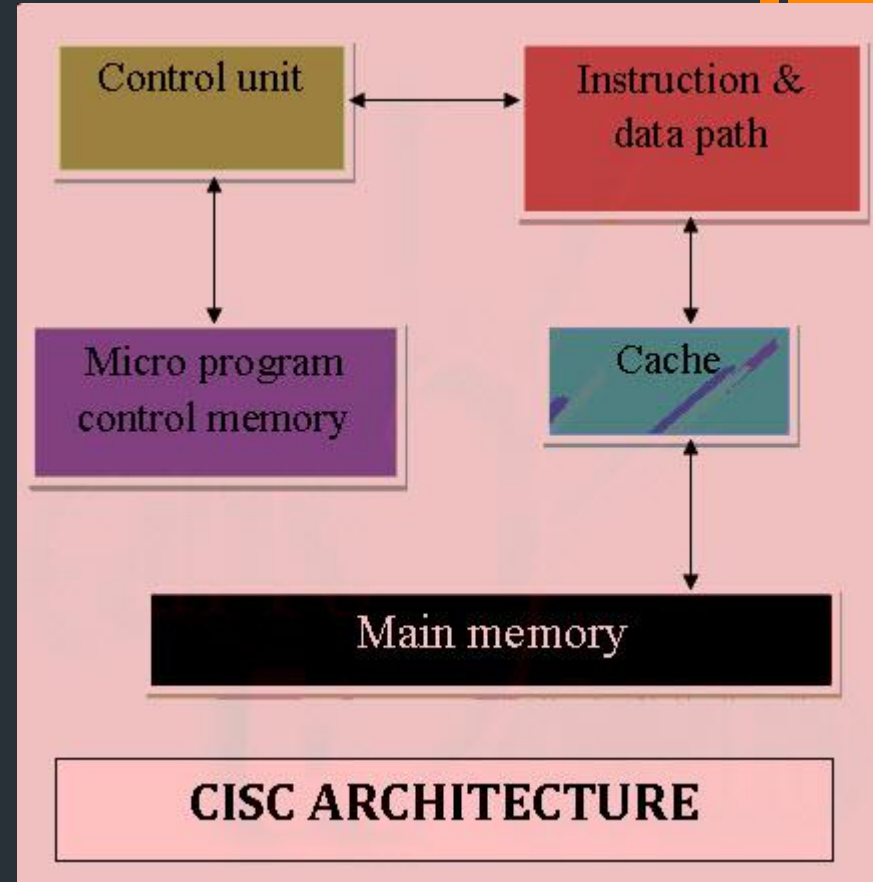 Control unit
Instruction &
data path
Micro program
control memory
Cache
Main memory
CISC ARCHITECTURE